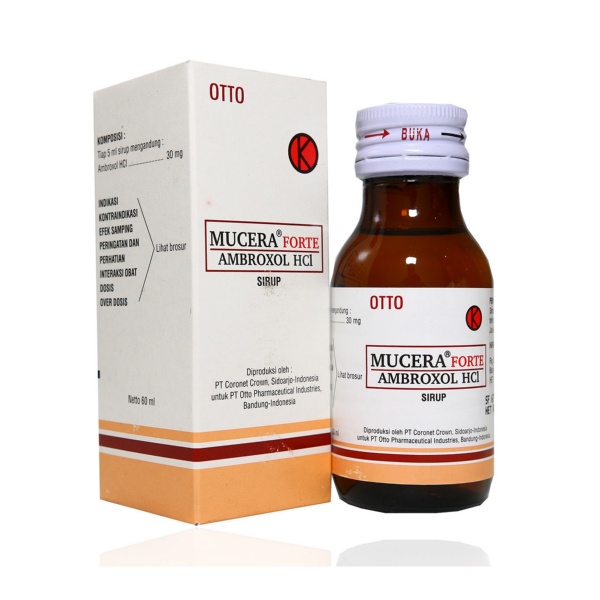 OTTO
K
KOMPOSISI :
Tiap 5 ml sirup mengandung :
Ambroxol HCl ........................ 30 mg
INDIKASI
KONTRAINDIKASI
EFEK SAMPING
PERINGATAN DAN
PERHATIAN
INTERAKSI OBAT
DOSIS
OVER DOSIS
Lihat brosur
Netto 60 ml
MUCERA® FORTE
AMBROXOL HCl
SIRUP
Diproduksi oleh :
PT Coronet Crown, Sidoarjo-Indonesia
untuk PT Otto Pharmaceutical Industries,
Bandung-Indonesia
BUKA
OTTO
K
30 mg
Lihat brosur
MUCERA® FORTE
AMBROXOL HCl
SIRUP
Diproduksi oleh PT Coronet Crown, Sidoarjo-Indonesia
untuk PT Otto Pharmaceutical Industries, Bandung-Indonesia